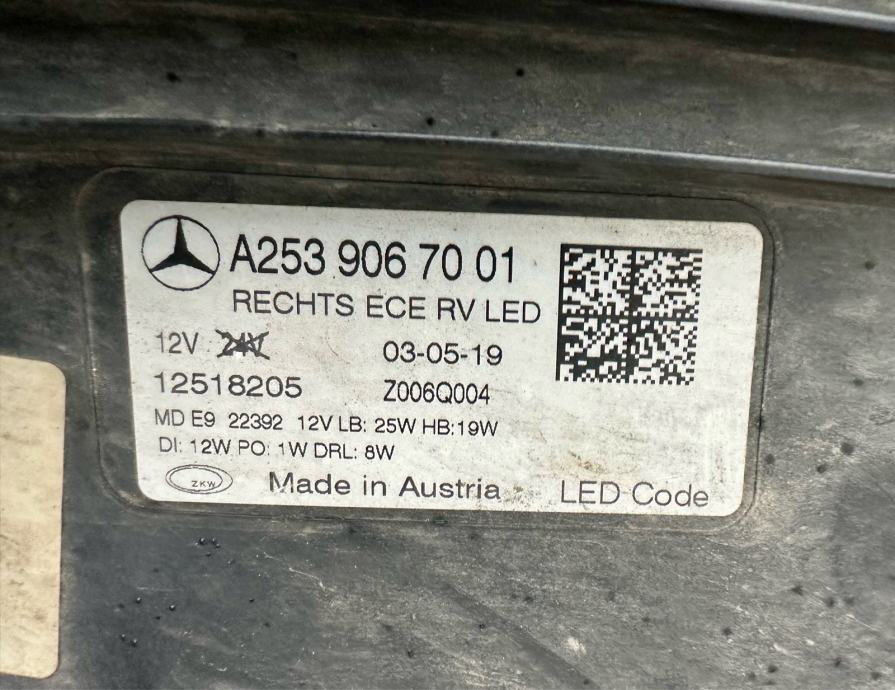 A253 906 70 01
RECHTS ECE RV LED
12V 24V 03-05-19
12518205 Z006Q004
MD E9 22392 12V LB: 25W HB:19W
DI: 12W PO: 1W DRL: 8W
ZKW Made in Austria LED Code